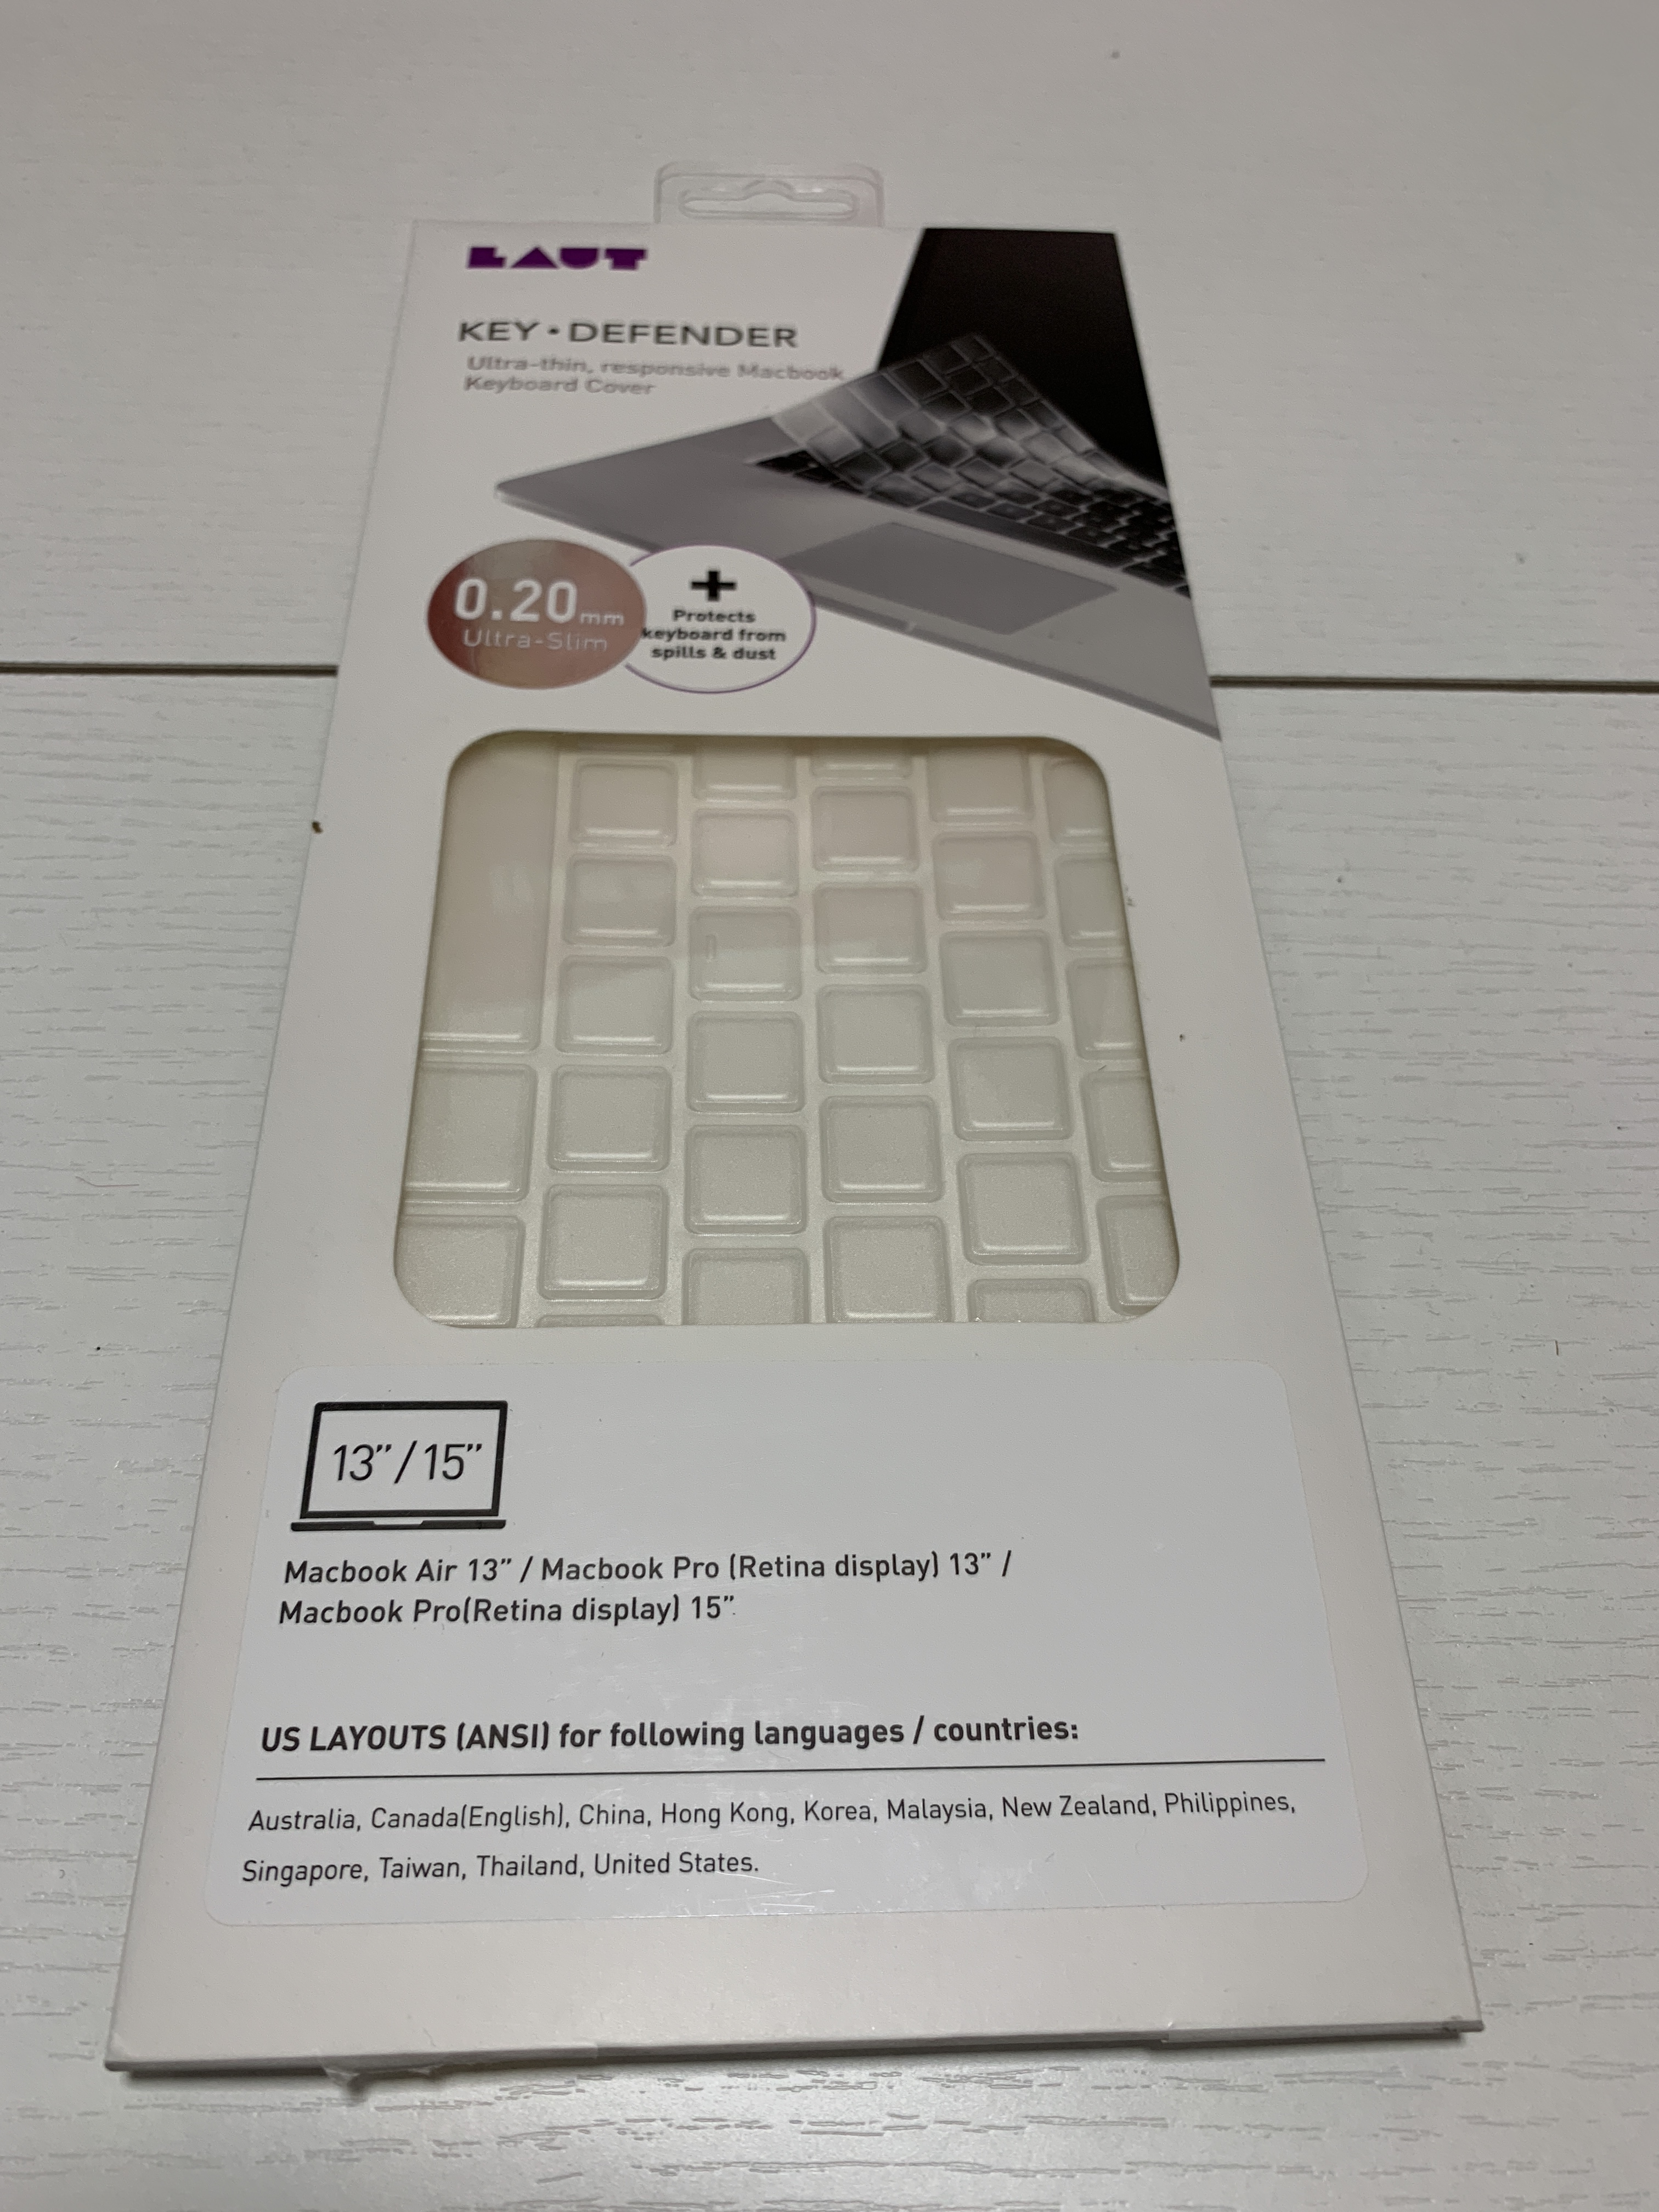 LAUT
KEY • DEFENDER
Ultra-thin, responsive Macbook
Keyboard Cover
0.20mm
Ultra-Slim
+
Protects
keyboard from
spills & dust
13” / 15”
Macbook Air 13” / Macbook Pro (Retina display) 13” /
Macbook Pro(Retina display) 15”
US LAYOUTS (ANSI) for following languages / countries:
Australia, Canada(English), China, Hong Kong, Korea, Malaysia, New Zealand, Philippines,
Singapore, Taiwan, Thailand, United States.